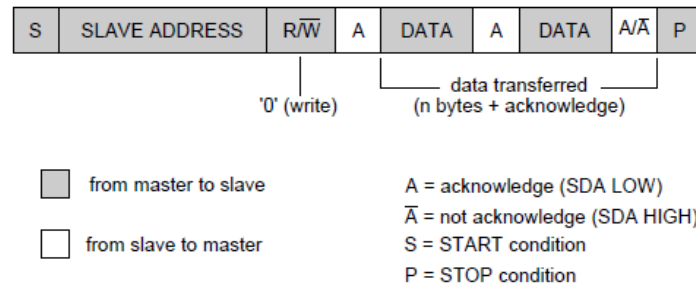 S SLAVE ADDRESS R/W̅ A DATA A DATA A/A̅ P
data transferred
'0' (write) (n bytes + acknowledge)
from master to slave
A = acknowledge (SDA LOW)
A̅ = not acknowledge (SDA HIGH)
from slave to master
S = START condition
P = STOP condition